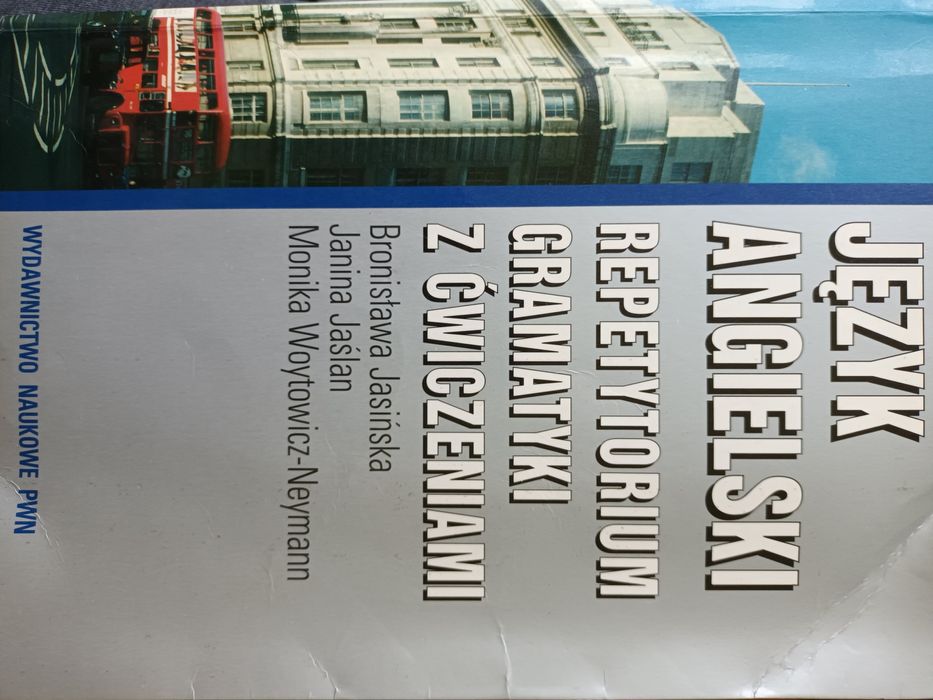 JĘZYK
ANGIELSKI
REPETYTORIUM
GRAMATYKI
Z ĆWICZENIAMI
Bronisława Jasińska
Janina Jaślan
Monika Woytowicz-Neymann
WYDAWNICTWO NAUKOWE PWN